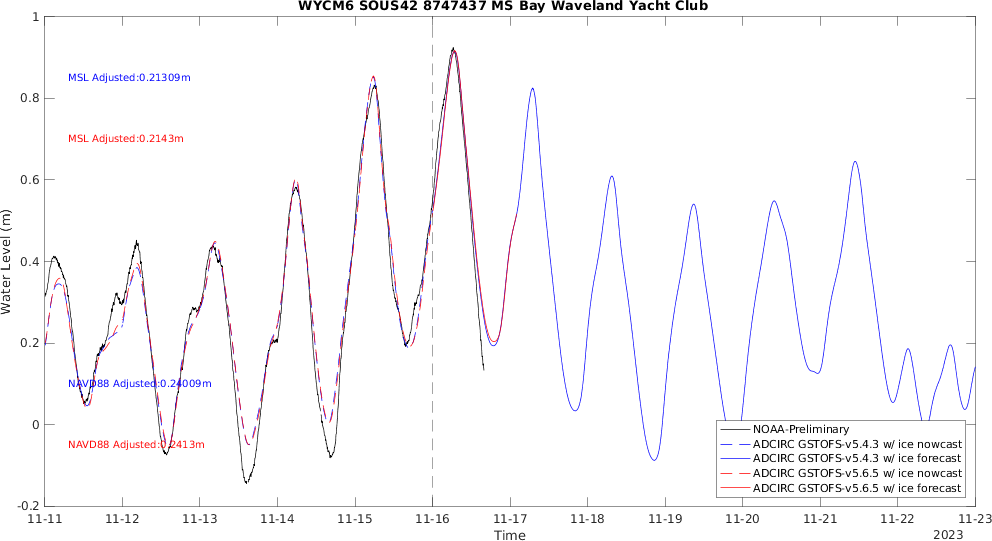 WYCM6 SOUS42 8747437 MS Bay Waveland Yacht Club
1
0.8
0.6
0.4
0.2
0
-0.2
Water Level (m)
MSL Adjusted:0.21309m
MSL Adjusted:0.2143m
NAVD88 Adjusted:0.24009m
NAVD88 Adjusted:0.2413m
NOAA-Preliminary
ADCIRC GSTOFS-v5.4.3 w/ ice nowcast
ADCIRC GSTOFS-v5.4.3 w/ ice forecast
ADCIRC GSTOFS-v5.6.5 w/ ice nowcast
ADCIRC GSTOFS-v5.6.5 w/ ice forecast
11-11 11-12 11-13 11-14 11-15 11-16 11-17 11-18 11-19 11-20 11-21 11-22 11-23
Time
2023